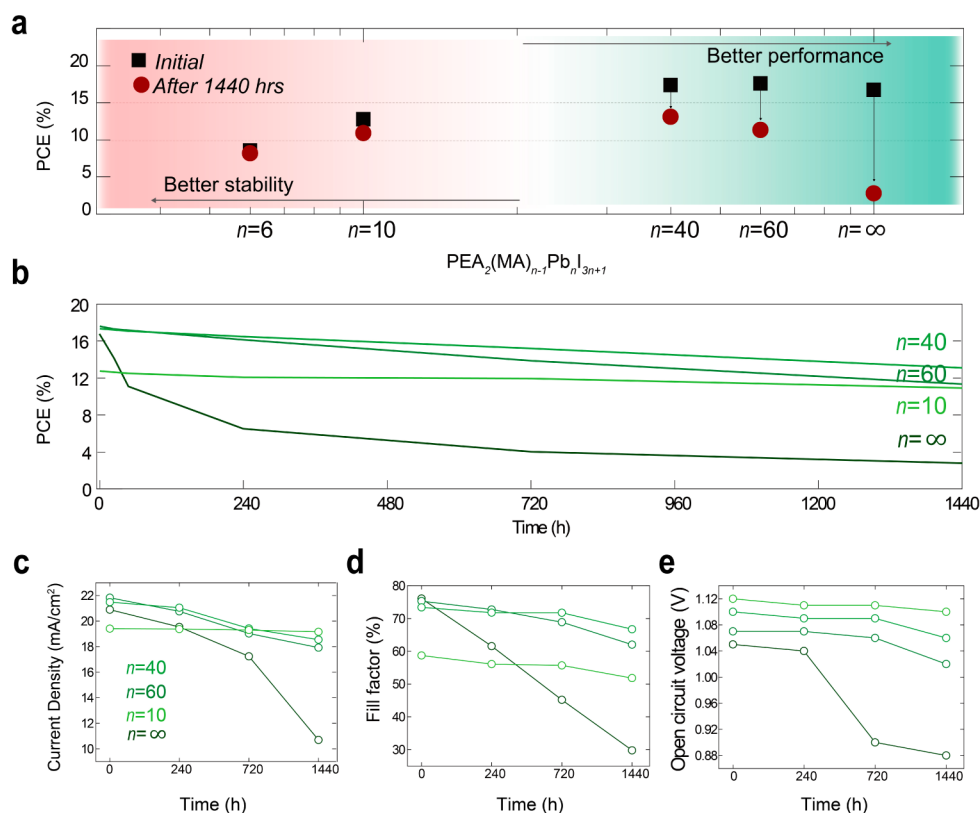 a
PCE (%)
20
15
10
5
0
Initial
After 1440 hrs
Better performance
Better stability
n=6
n=10
n=40
n=60
n=∞
PEA₂(MA)ₙ₋₁PbₙI₃ₙ₊₁
b
PCE (%)
20
16
12
8
4
0
n=40
n=60
n=10
n=∞
0 240 480 720 960 1200 1440
Time (h)
c
Current Density (mA/cm²)
22
20
18
16
14
12
10
n=40
n=60
n=10
n=∞
0 240 720 1440
Time (h)
d
Fill factor (%)
80
70
60
50
40
30
0 240 720 1440
Time (h)
e
Open circuit voltage (V)
1.12
1.08
1.04
1.00
0.96
0.92
0.88
0 240 720 1440
Time (h)